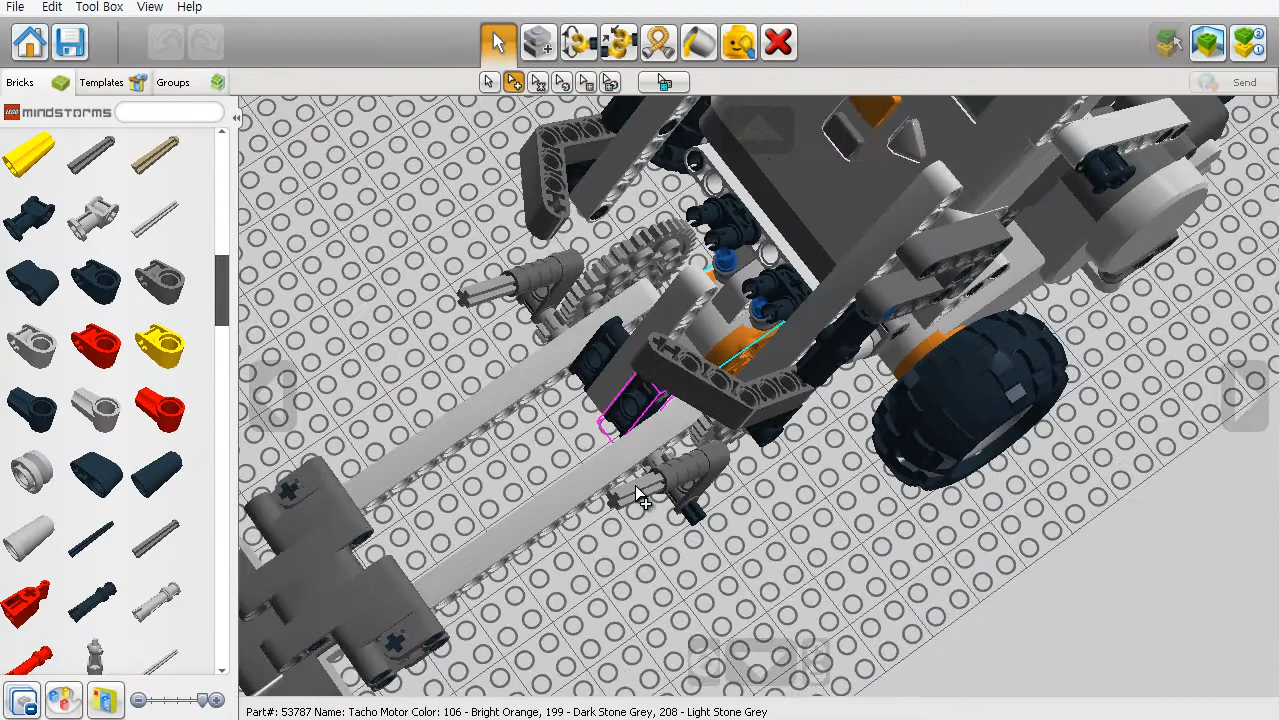 File Edit Tool Box View Help
Bricks Templates Groups
Send
LEGO mindstorms
Part#: 53787 Name: Tacho Motor Color: 106 - Bright Orange, 199 - Dark Stone Grey, 208 - Light Stone Grey